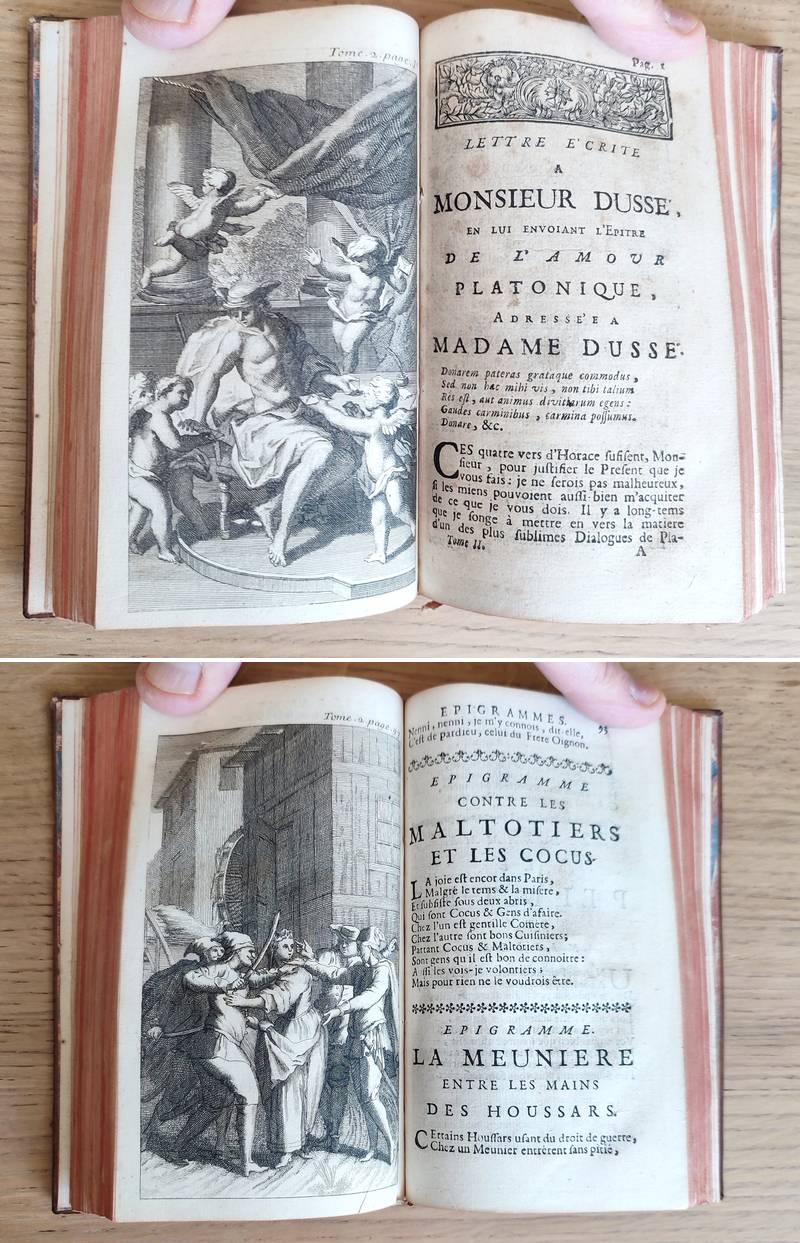 Tome. 2. page.
Pag. 1
LETTRE E'CRITE
A
MONSIEUR DUSSE',
EN LUI ENVOIANT L'EPITRE
DE L'AMOUR
PLATONIQUE,
ADRESSE'E A
MADAME DUSSE'.
Donarem pateras grataque commodus,
Sed non hæc mihi vis, non tibi talium
Res est, aut animus divitiarum egens:
Gaudes carminibus, carmina possumus.
Donare, &c.
CES quatre vers d'Horace sufisent, Mon-
sieur, pour justifier le Present que je
vous fais: je ne serois pas malheureux,
si les miens pouvoient aussi-bien m'acquiter
de ce que je vous dois. Il y a long-tems
que je songe à mettre en vers la matiere
d'un des plus sublimes Dialogues de Pla-
Tome II. A
Tome. 2. page. 93
EPIGRAMMES. 93
Nenni, nenni, je m'y connois, dit-elle,
C'est de pardieu, celui du Frere Oignon.
EPIGRAMME
CONTRE LES
MALTOTIERS
ET LES COCUS.
LA joie est encor dans Paris,
Malgré le tems & la misere,
Et subsiste sous deux abris,
Qui sont Cocus & Gens d'afaire.
Chez l'un est gentille Comere,
Chez l'autre sont bons Cuisiniers;
Partant Cocus & Maltotiers,
Sont gens qu'il est bon de connoitre:
A ssi les vois-je volontiers;
Mais pour rien ne le voudrois être.
EPIGRAMME.
LA MEUNIERE
ENTRE LES MAINS
DES HOUSSARS.
CErtains Houssars usant du droit de guerre,
Chez un Meunier entrérent sans pitié,